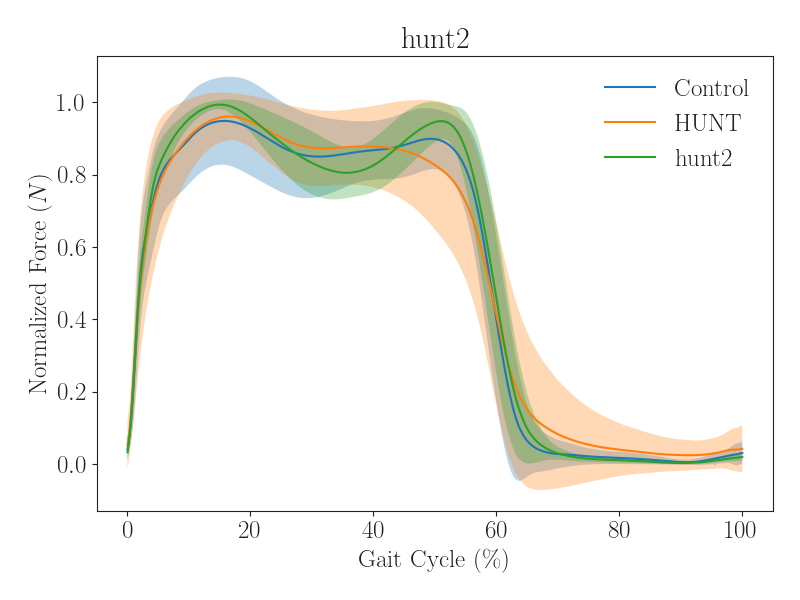 hunt2
Normalized Force (N)
1.0
0.8
0.6
0.4
0.2
0.0
Control
HUNT
hunt2
0 20 40 60 80 100
Gait Cycle (%)